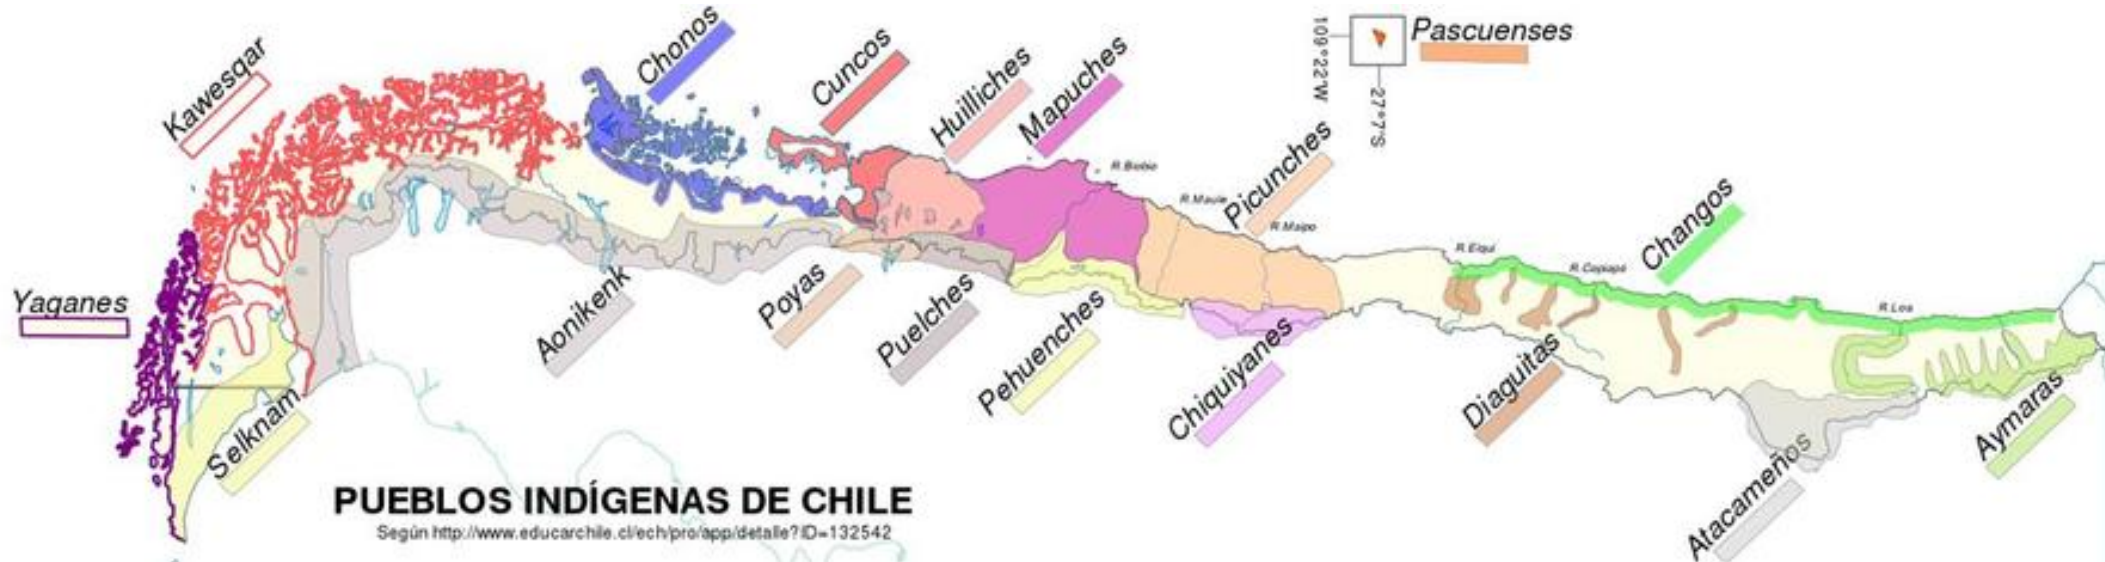 Yaganes
Kawesqar
Selknam
Chonos
Aonikenk
Cuncos
Poyas
Huilliches
Puelches
Mapuches
Pehuenches
R.Biobio
R.Maule
Picunches
R.Maipo
Chiquiyanes
109°22'W
27°7'S
Pascuenses
R.Elqui
R.Copiapó
Diaguitas
Changos
R.Loa
Atacameños
Aymaras
PUEBLOS INDÍGENAS DE CHILE
Según http://www.educarchile.cl/ech/pro/app/detalle?ID=132542